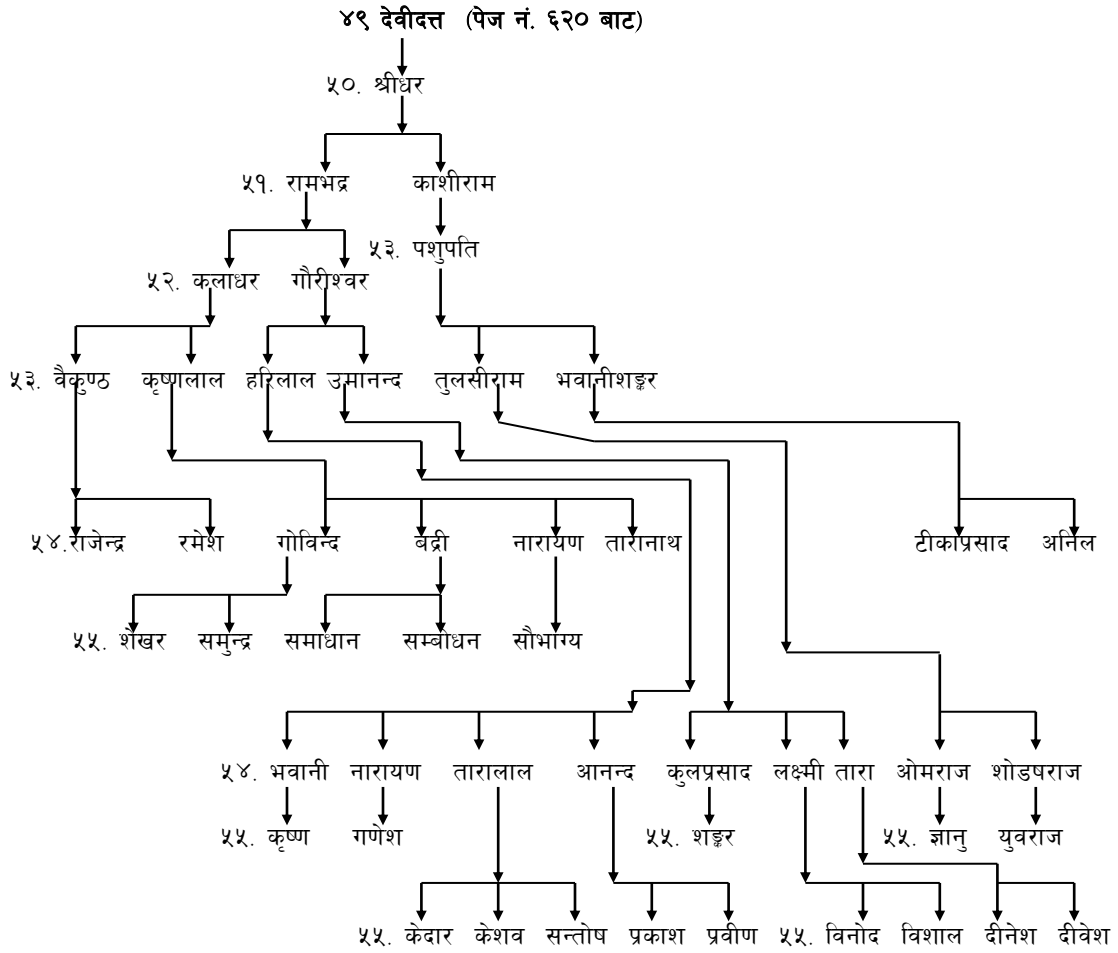 ४९ देवीदत्त (पेज नं. ६२० बाट)
५०. श्रीधर
५१. रामभद्र काशीराम
५३. पशुपति
५२. कलाधर गौरीश्वर
५३. वैकुण्ठ कृष्णलाल हरिलाल उमानन्द तुलसीराम भवानीशङ्कर
५४.राजेन्द्र रमेश गोविन्द बद्री नारायण तारानाथ टीकाप्रसाद अनिल
५५. शेखर समुन्द्र समाधान सम्बोधन सौभाग्य
५४. भवानी नारायण तारालाल आनन्द कुलप्रसाद लक्ष्मी तारा ओमराज शोडषराज
५५. कृष्ण गणेश ५५. शङ्कर ५५. ज्ञानु युवराज
५५. केदार केशव सन्तोष प्रकाश प्रवीण ५५. विनोद विशाल दीनेश दीवेश